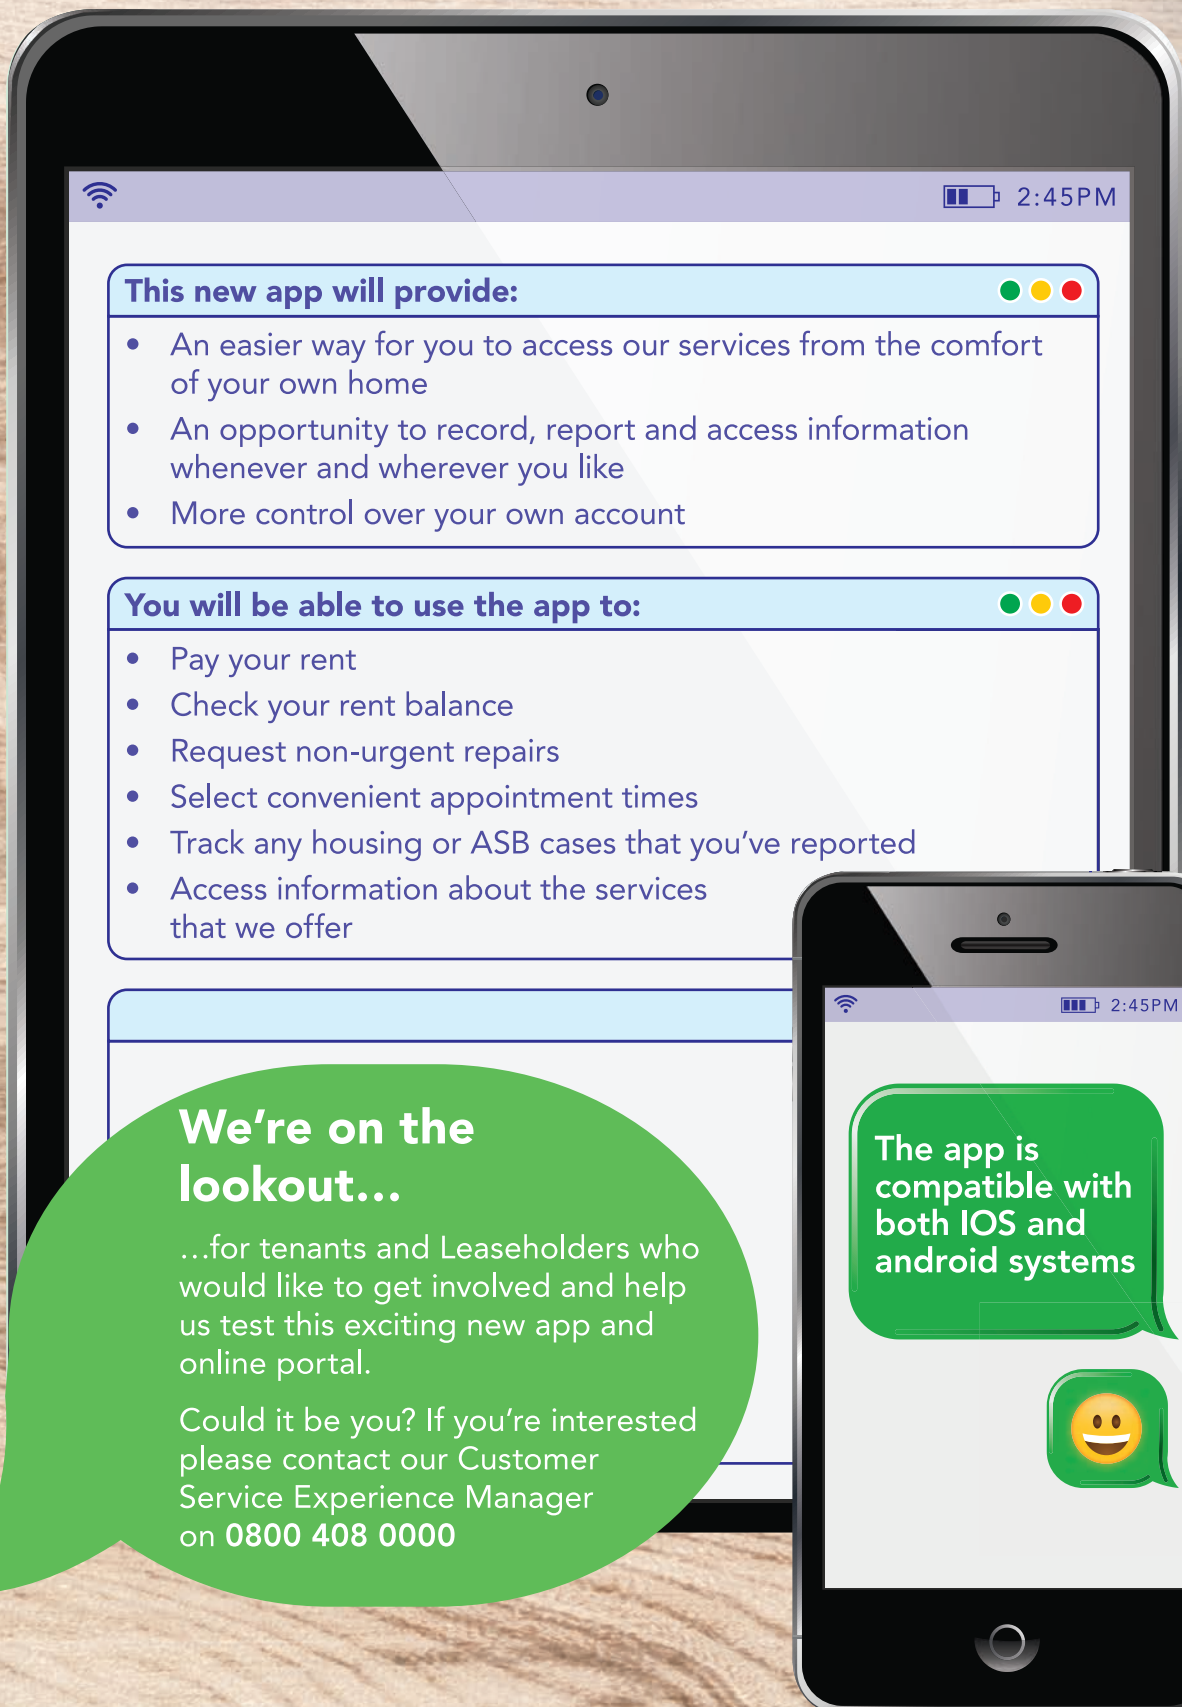 2:45PM
This new app will provide:
• An easier way for you to access our services from the comfort
of your own home
• An opportunity to record, report and access information
whenever and wherever you like
• More control over your own account
You will be able to use the app to:
• Pay your rent
• Check your rent balance
• Request non-urgent repairs
• Select convenient appointment times
• Track any housing or ASB cases that you’ve reported
• Access information about the services
that we offer
We’re on the
lookout...
...for tenants and Leaseholders who
would like to get involved and help
us test this exciting new app and
online portal.
Could it be you? If you’re interested
please contact our Customer
Service Experience Manager
on 0800 408 0000
2:45PM
The app is
compatible with
both IOS and
android systems